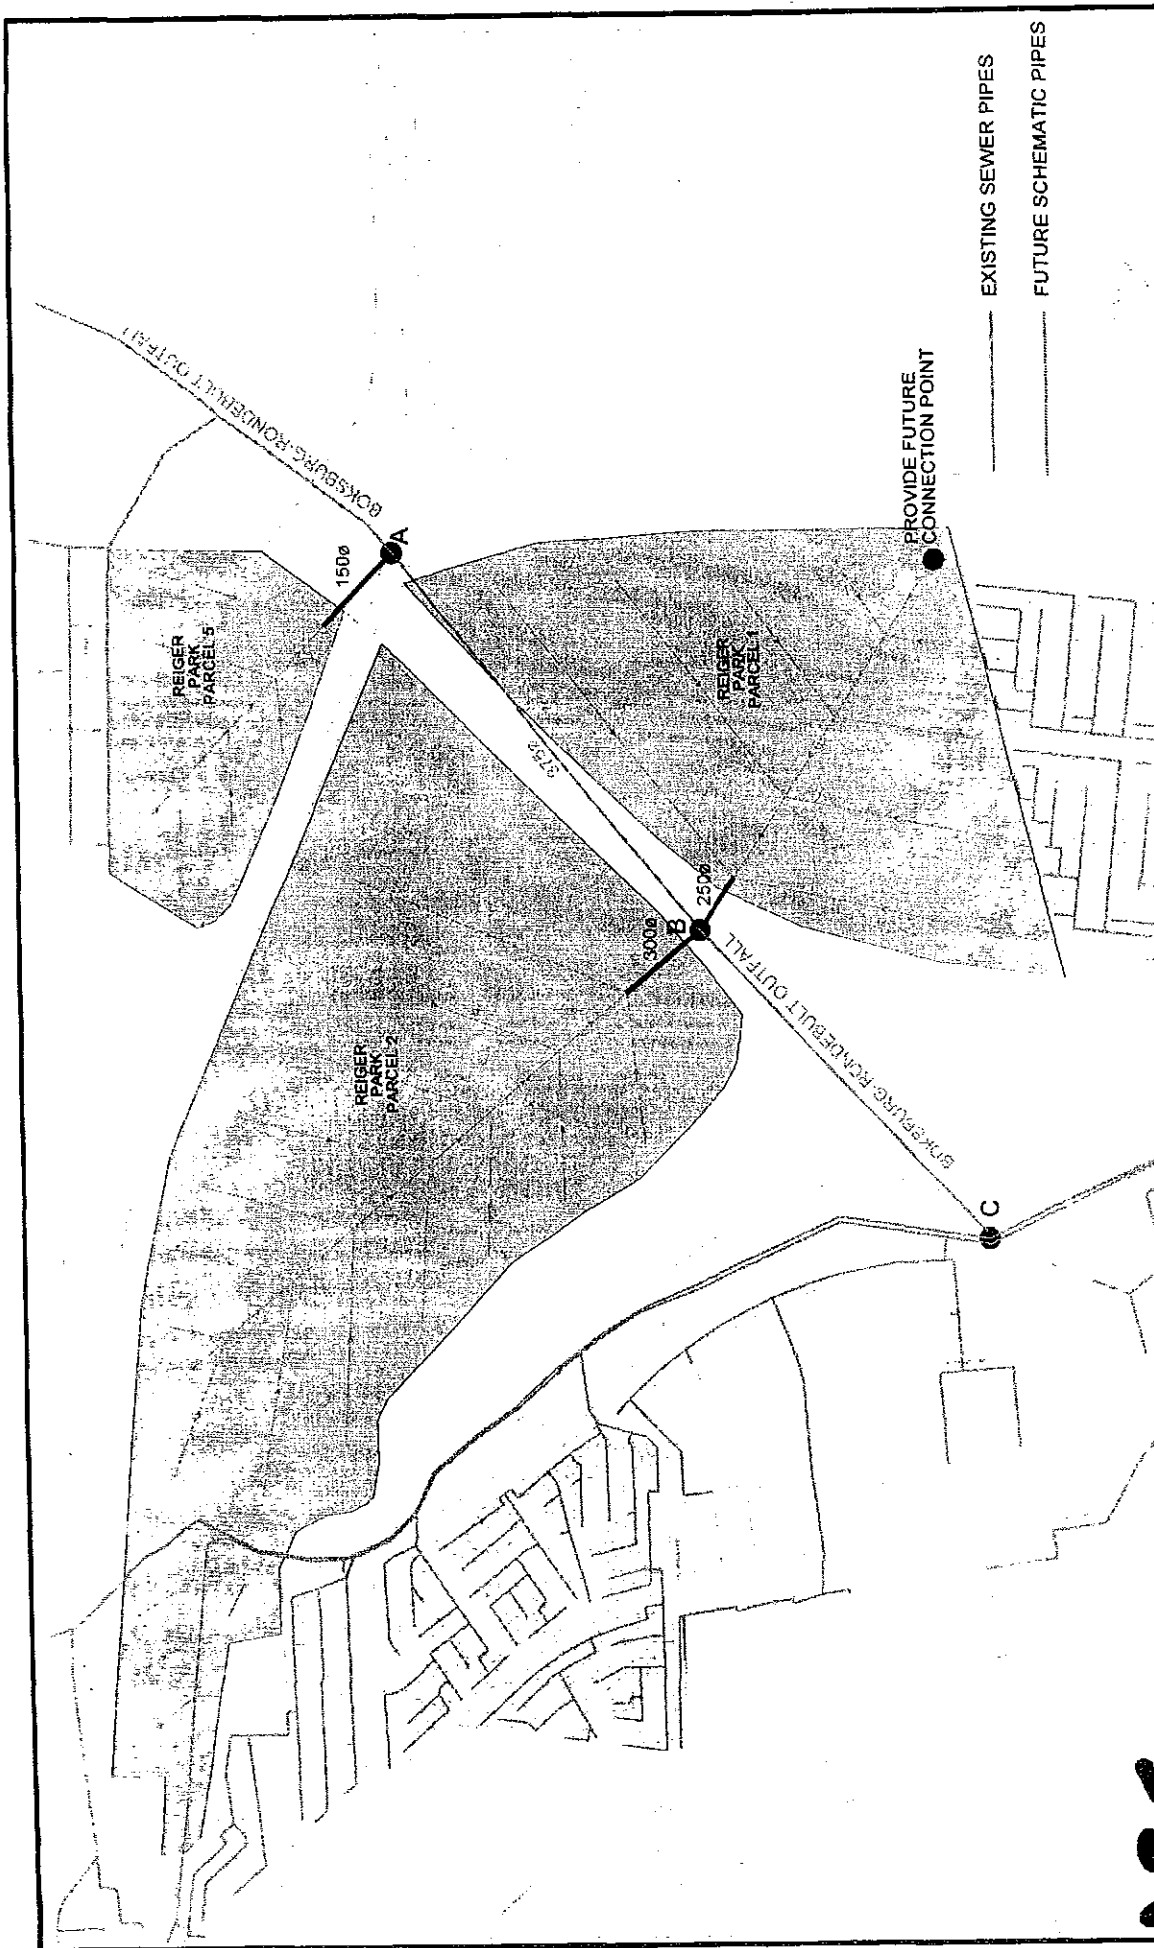 BOKSBURG-RONDEBULT OUTFALL
A
150ø
REIGER
PARK
PARCEL 5
375ø
REIGER
PARK
PARCEL 1
PROVIDE FUTURE
CONNECTION POINT
EXISTING SEWER PIPES
FUTURE SCHEMATIC PIPES
300ø
B
250ø
REIGER
PARK
PARCEL 2
BOKSBURG-RONDEBULT OUTFALL
C